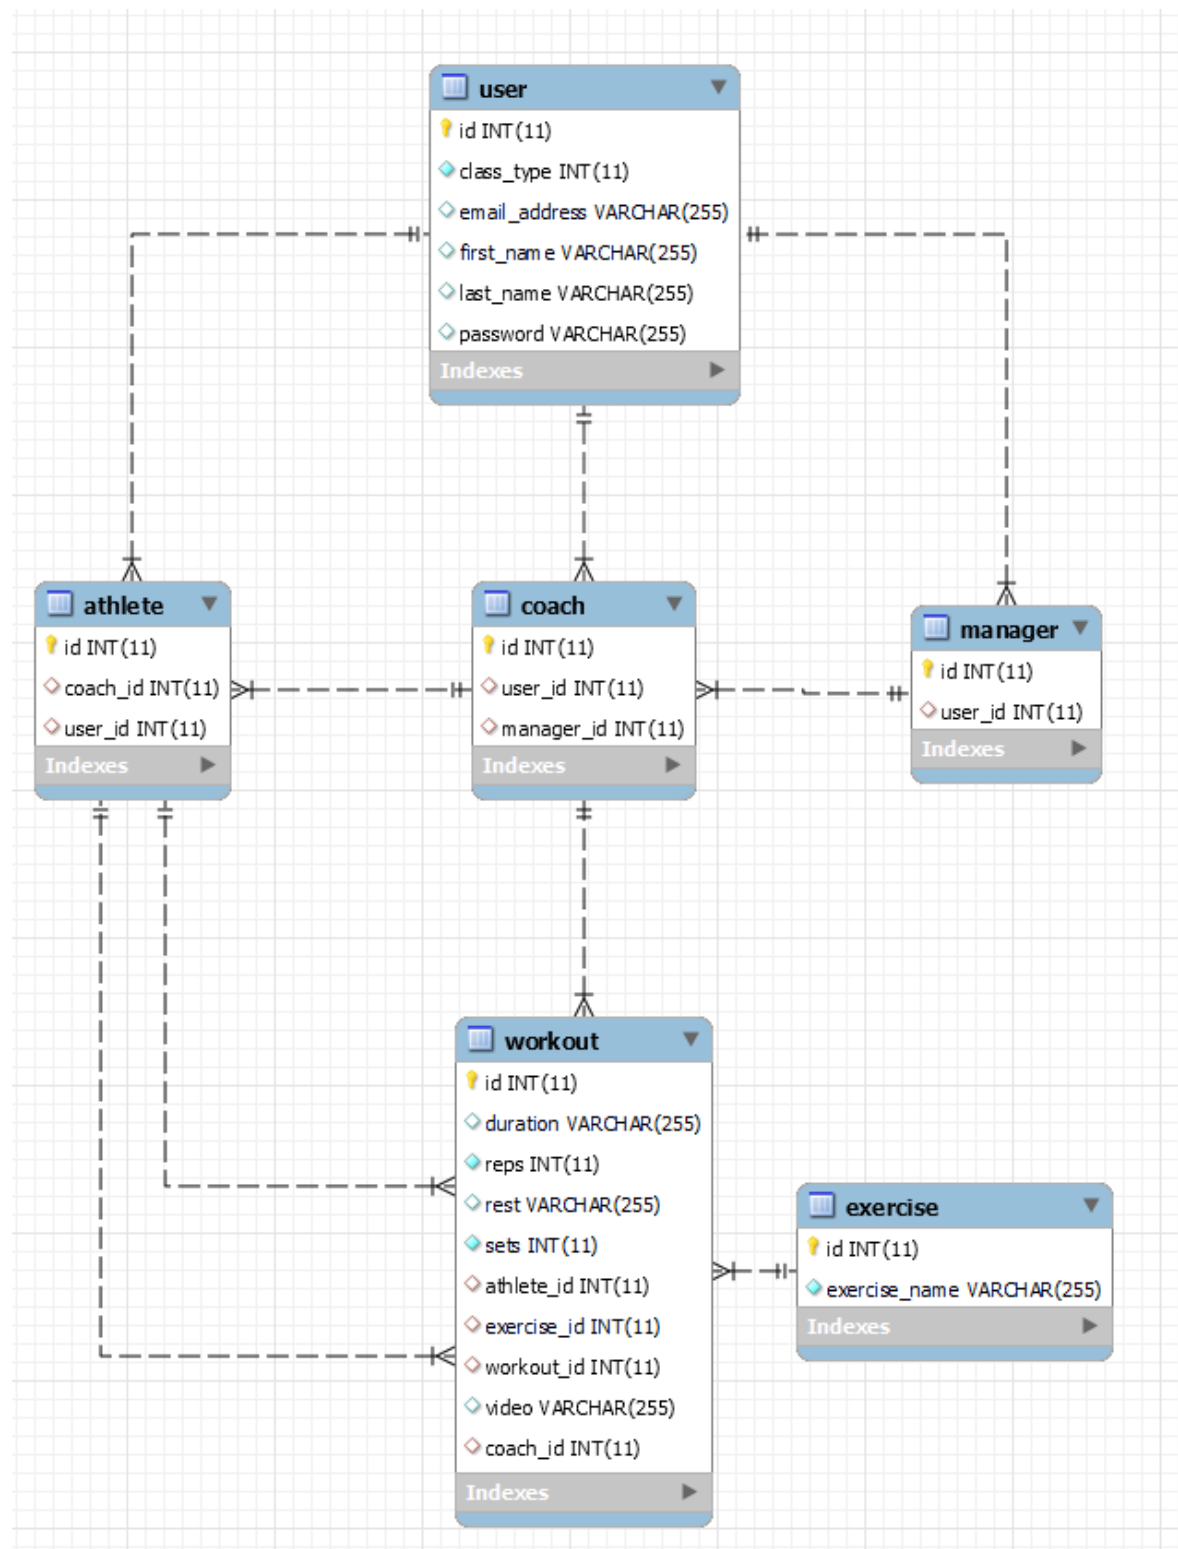 user
id INT(11)
class_type INT(11)
email_address VARCHAR(255)
first_name VARCHAR(255)
last_name VARCHAR(255)
password VARCHAR(255)
Indexes
athlete
id INT(11)
coach_id INT(11)
user_id INT(11)
Indexes
coach
id INT(11)
user_id INT(11)
manager_id INT(11)
Indexes
manager
id INT(11)
user_id INT(11)
Indexes
workout
id INT(11)
duration VARCHAR(255)
reps INT(11)
rest VARCHAR(255)
sets INT(11)
athlete_id INT(11)
exercise_id INT(11)
workout_id INT(11)
video VARCHAR(255)
coach_id INT(11)
Indexes
exercise
id INT(11)
exercise_name VARCHAR(255)
Indexes